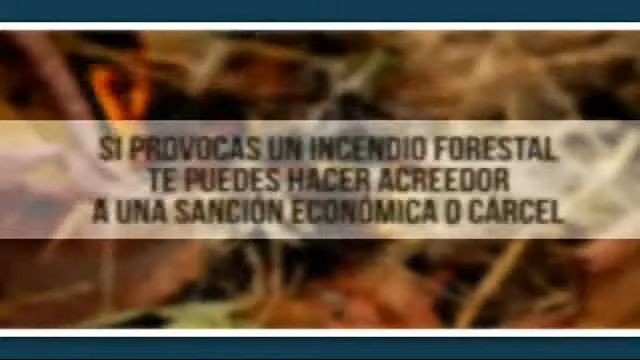 SI PROVOCAS UN INCENDIO FORESTAL
TE PUEDES HACER ACREEDOR
A UNA SANCIÓN ECONÓMICA O CÁRCEL